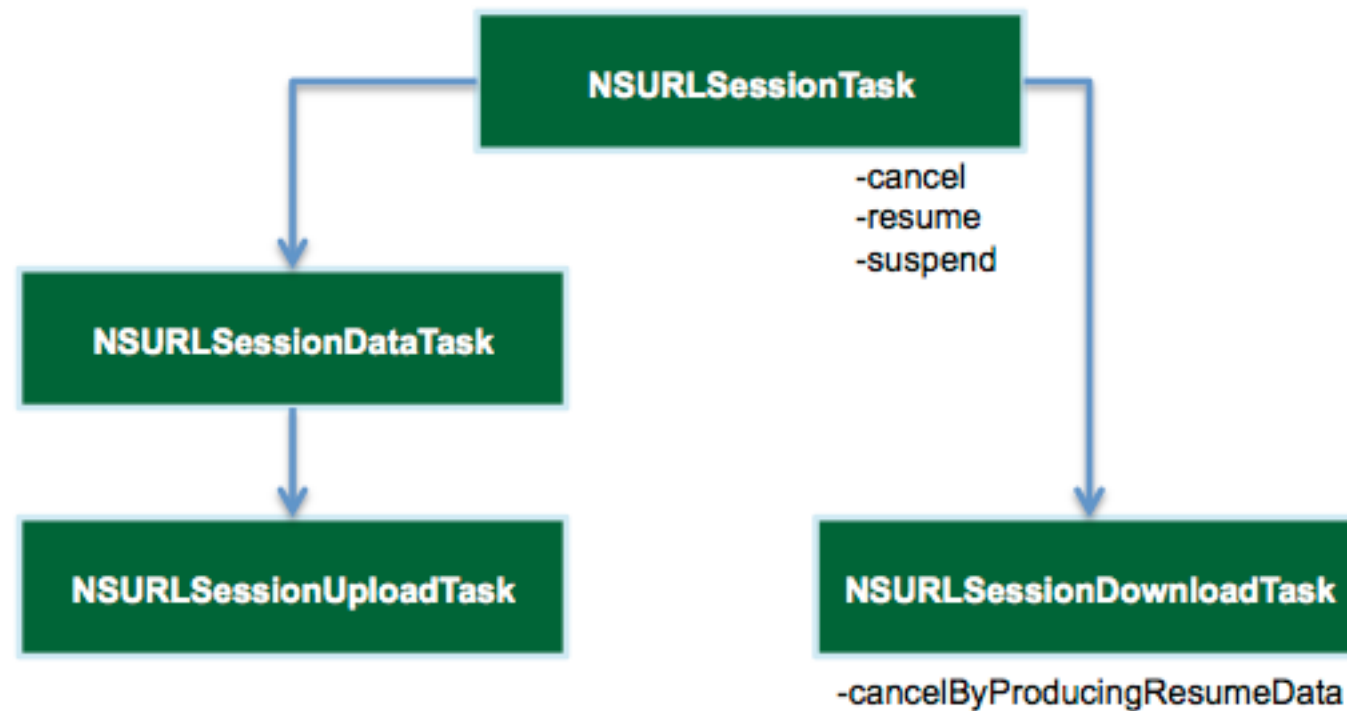 NSURLSessionTask
-cancel
-resume
-suspend
NSURLSessionDataTask
NSURLSessionUploadTask
NSURLSessionDownloadTask
-cancelByProducingResumeData